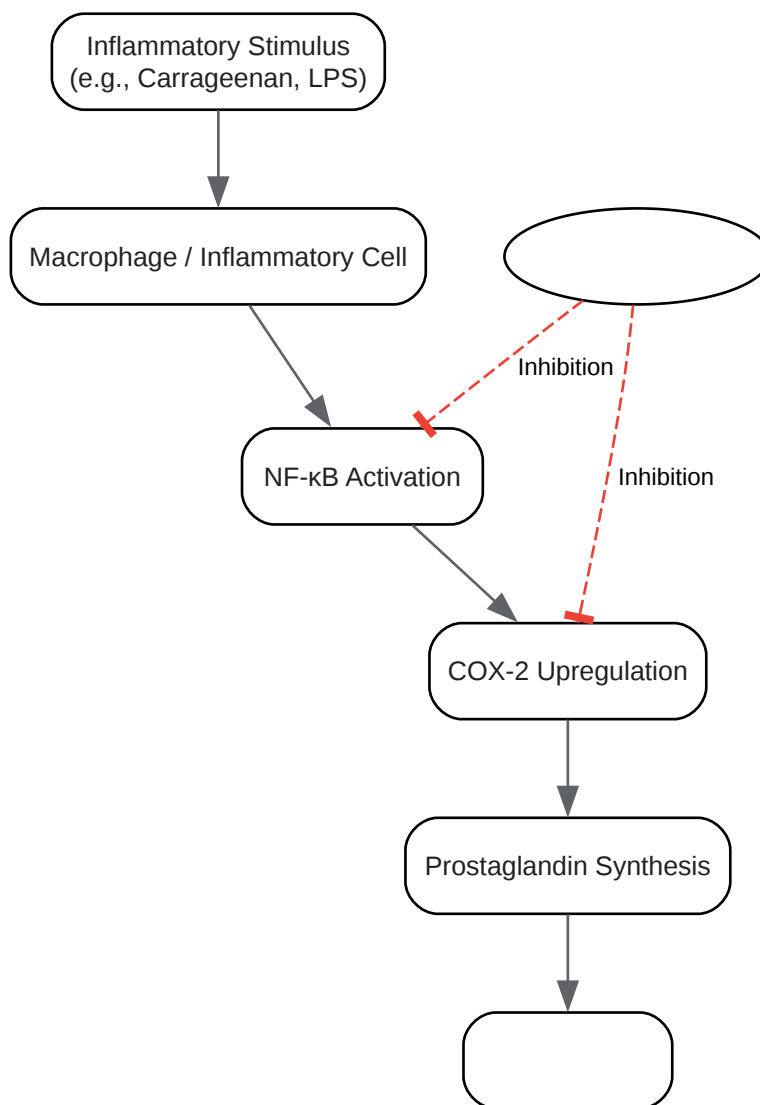 Inflammatory Stimulus
(e.g., Carrageenan, LPS)
Macrophage / Inflammatory Cell
Inhibition
NF-κB Activation
Inhibition
COX-2 Upregulation
Prostaglandin Synthesis